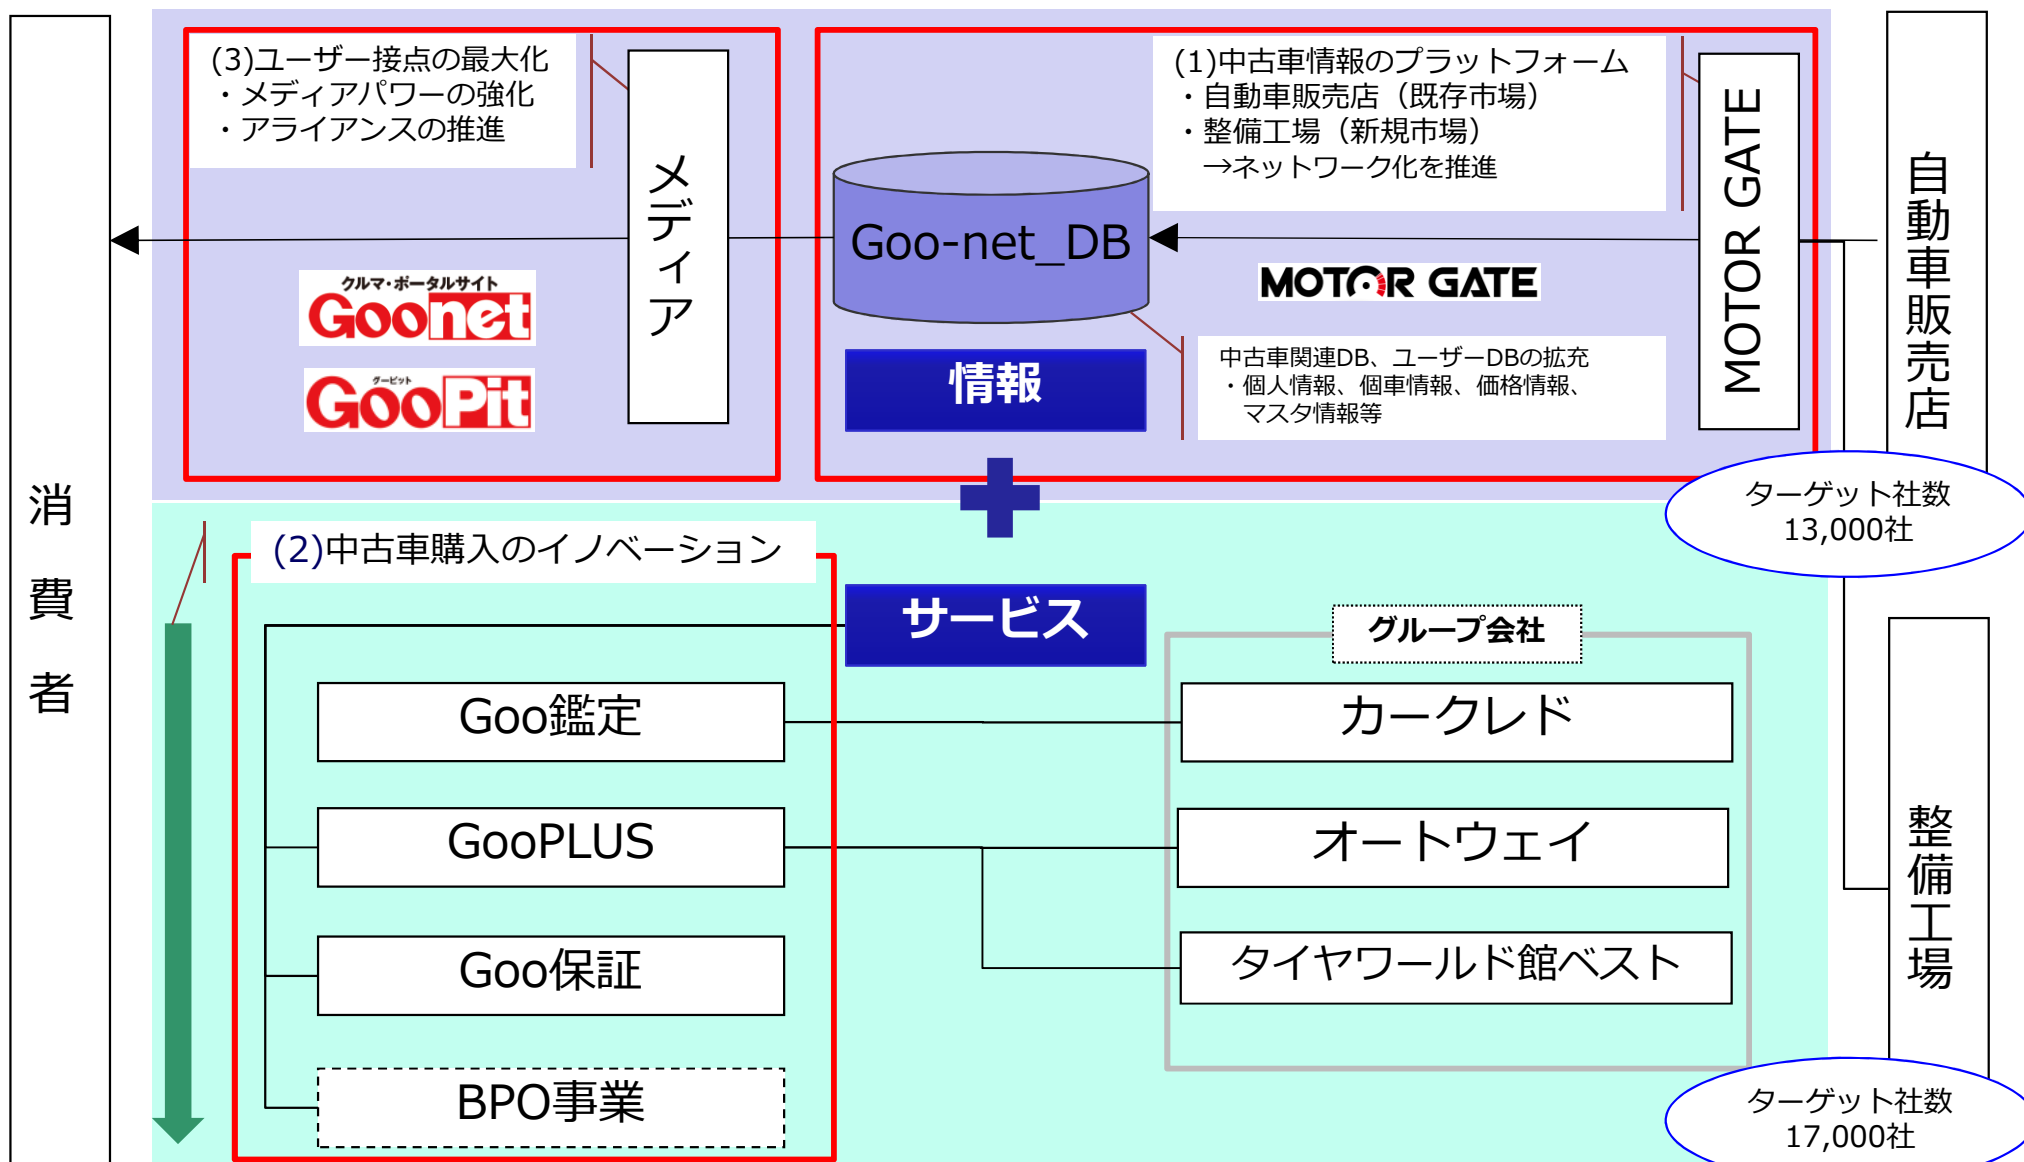 消費者
(3)ユーザー接点の最大化
・メディアパワーの強化
・アライアンスの推進
メディア
クルマ・ポータルサイト
Goonet
グーピット
GooPit
(1)中古車情報のプラットフォーム
・自動車販売店（既存市場）
・整備工場（新規市場）
→ネットワーク化を推進
Goo-net_DB
MOTOR GATE
MOTOR GATE
情報
中古車関連DB、ユーザーDBの拡充
・個人情報、個車情報、価格情報、
マスタ情報等
自動車販売店
ターゲット社数
13,000社
(2)中古車購入のイノベーション
サービス
グループ会社
Goo鑑定
カークレド
GooPLUS
オートウェイ
Goo保証
タイヤワールド館ベスト
BPO事業
整備工場
ターゲット社数
17,000社